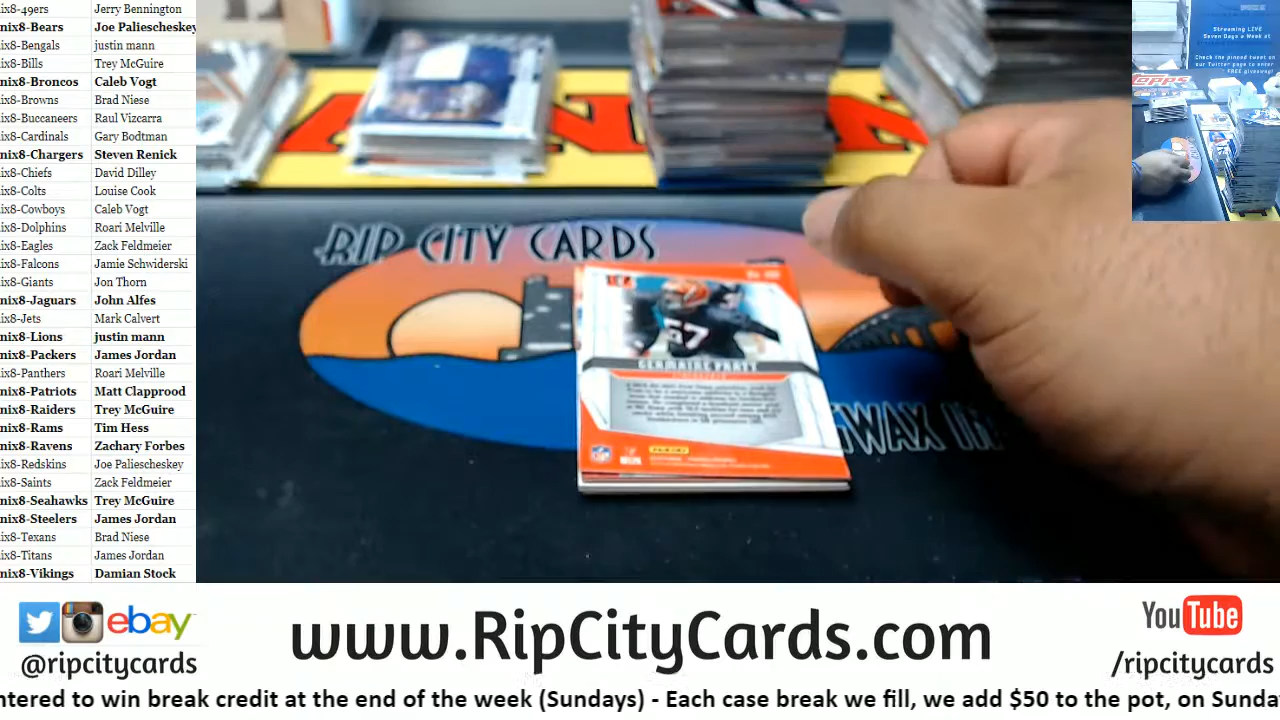 ix8-49ers Jerry Bennington
nix8-Bears Joe Paliescheskey
ix8-Bengals justin mann
ix8-Bills Trey McGuire
nix8-Broncos Caleb Vogt
ix8-Browns Brad Niese
ix8-Buccaneers Raul Vizcarra
ix8-Cardinals Gary Bodtman
nix8-Chargers Steven Renick
ix8-Chiefs David Dilley
ix8-Colts Louise Cook
ix8-Cowboys Caleb Vogt
ix8-Dolphins Roari Melville
ix8-Eagles Zack Feldmeier
ix8-Falcons Jamie Schwiderski
ix8-Giants Jon Thorn
nix8-Jaguars John Alfes
ix8-Jets Mark Calvert
nix8-Lions justin mann
nix8-Packers James Jordan
ix8-Panthers Roari Melville
nix8-Patriots Matt Clapprood
nix8-Raiders Trey McGuire
nix8-Rams Tim Hess
nix8-Ravens Zachary Forbes
ix8-Redskins Joe Paliescheskey
ix8-Saints Zack Feldmeier
nix8-Seahawks Trey McGuire
nix8-Steelers James Jordan
ix8-Texans Brad Niese
ix8-Titans James Jordan
nix8-Vikings Damian Stock
Streaming LIVE
Seven Days a Week at
Check the pinned tweet on
our Twitter page to enter
FREE giveaway!
Topps
RIP CITY CARDS
57
GERMAINE PRATT
TWAX IN
ebay
@ripcitycards
www.RipCityCards.com
YouTube
/ripcitycards
ntered to win break credit at the end of the week (Sundays) - Each case break we fill, we add $50 to the pot, on Sunda